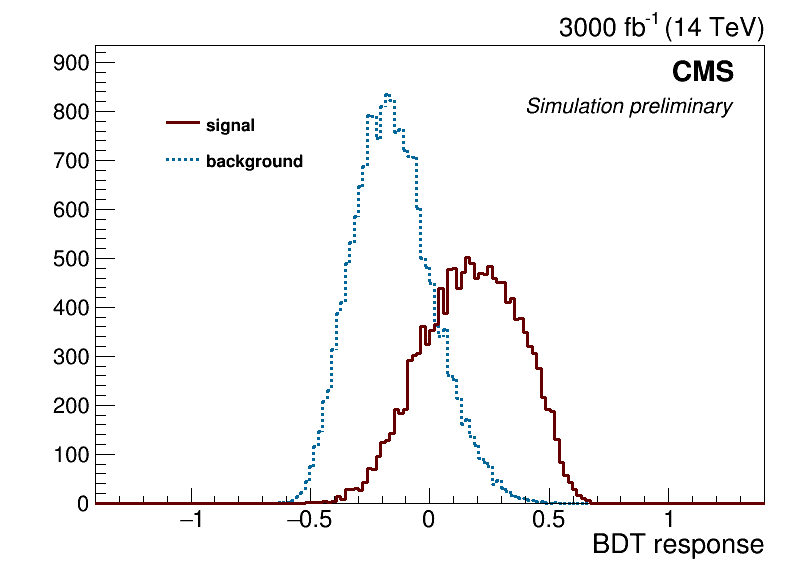 3000 fb⁻¹ (14 TeV)
CMS
Simulation preliminary
signal
background
900
800
700
600
500
400
300
200
100
0
−1 −0.5 0 0.5 1
BDT response